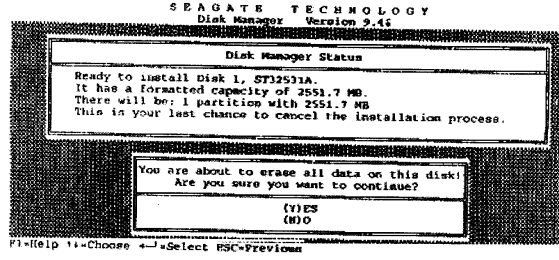 SEAGATE TECHNOLOGY
Disk Manager Version 9.46
Disk Manager Status
Ready to install Disk 1, ST32531A.
It has a formatted capacity of 2551.7 MB.
There will be: 1 partition with 2551.7 MB
This is your last chance to cancel the installation process.
You are about to erase all data on this disk!
Are you sure you want to continue?
(Y)ES
(N)O
F1=Help ↑↓=Choose ←┘=Select ESC=Previous